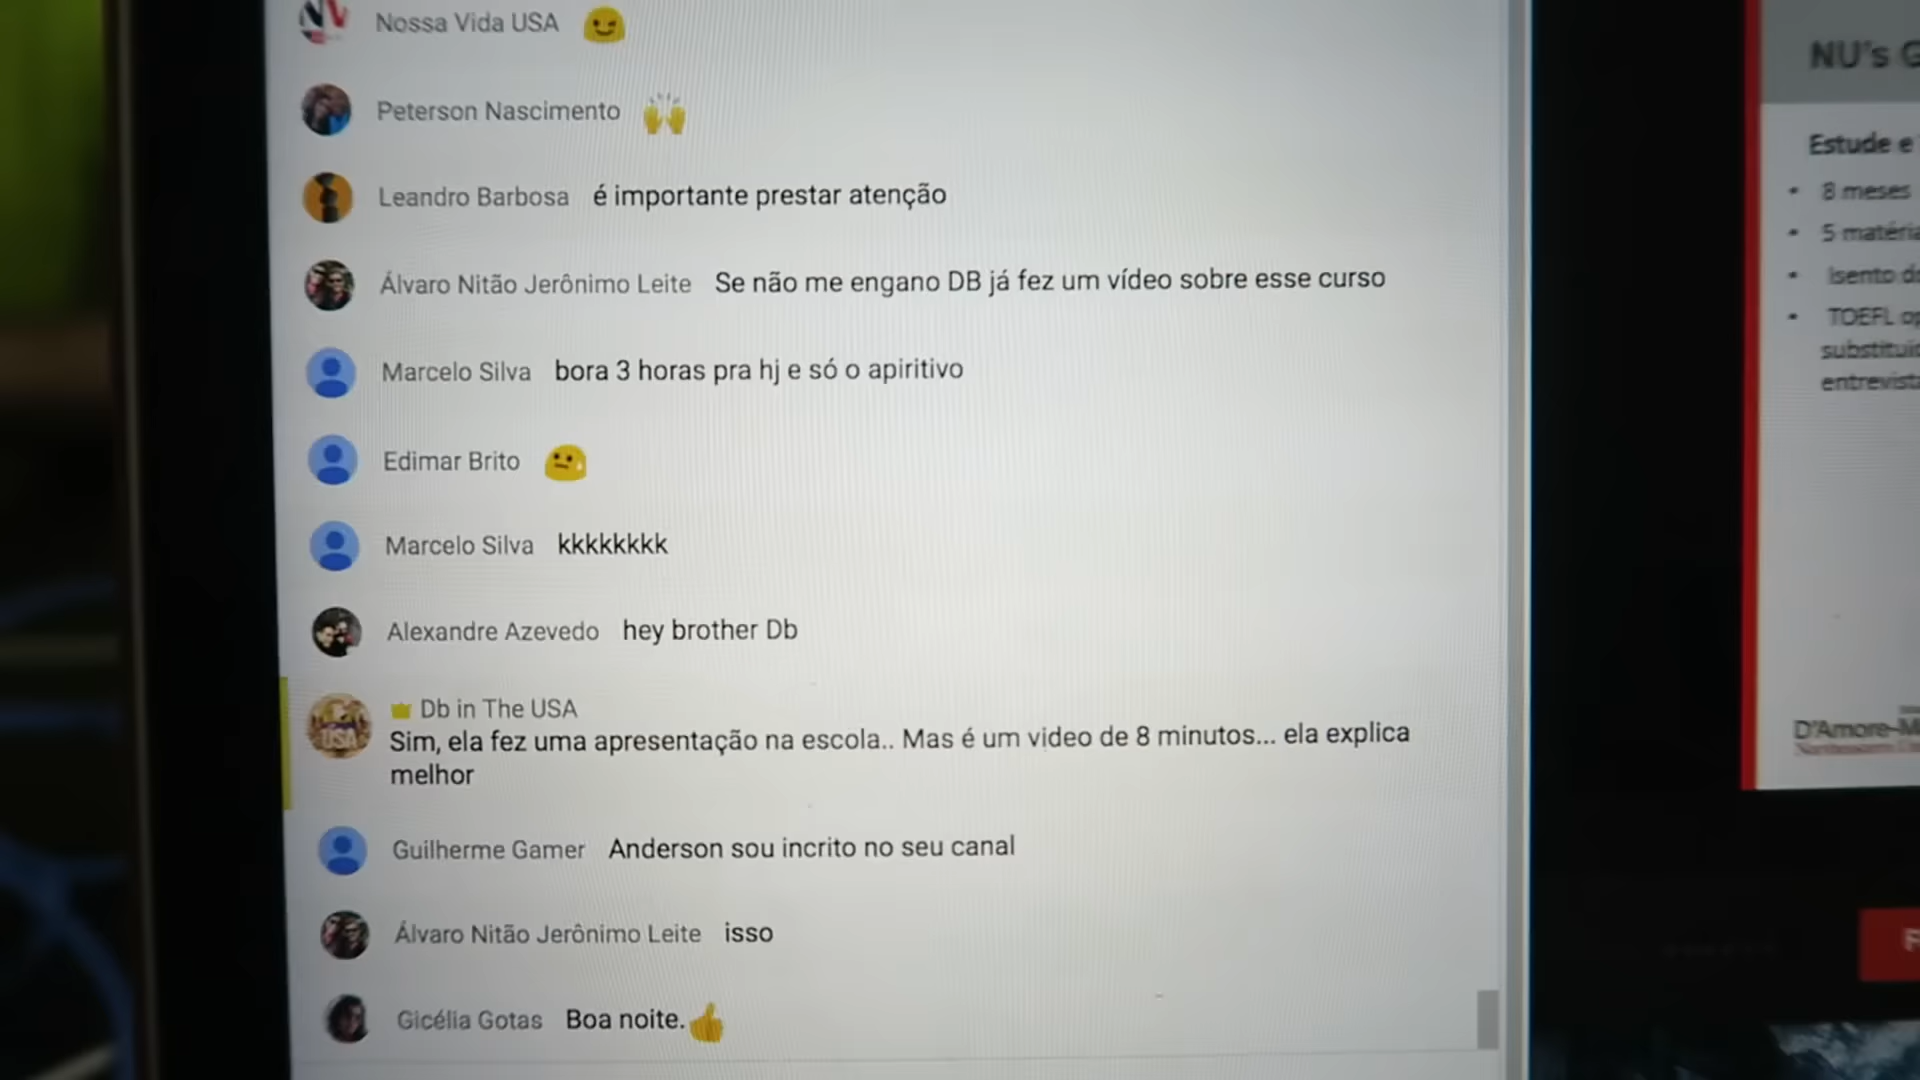 Nossa Vida USA
Peterson Nascimento
Leandro Barbosa é importante prestar atenção
Álvaro Nitão Jerônimo Leite Se não me engano DB já fez um vídeo sobre esse curso
Marcelo Silva bora 3 horas pra hj e só o apiritivo
Edimar Brito
Marcelo Silva kkkkkkkk
Alexandre Azevedo hey brother Db
Db in The USA
Sim, ela fez uma apresentação na escola.. Mas é um video de 8 minutos... ela explica
melhor
Guilherme Gamer Anderson sou incrito no seu canal
Álvaro Nitão Jerônimo Leite isso
Gicélia Gotas Boa noite.
NU's G
Estude e
8 meses
5 matéria
Isento do
TOEFL op
substituid
entrevista
D'Amore-M